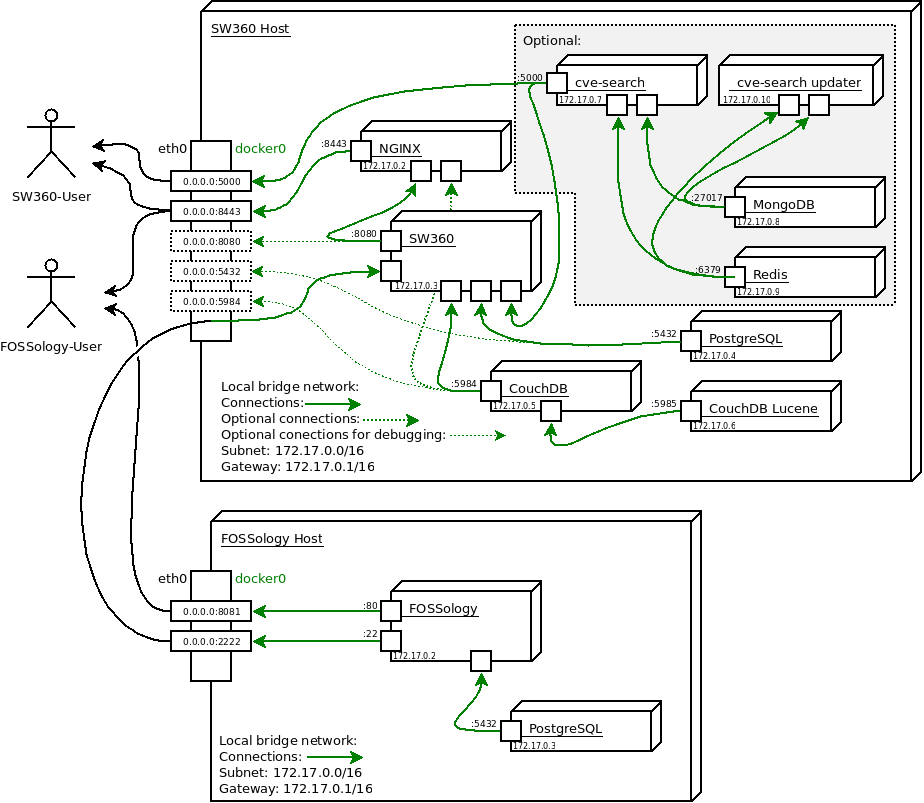 SW360 Host
Optional:
:5000
cve-search
172.17.0.7
cve-search updater
172.17.0.10
SW360-User
eth0
docker0
:8443
NGINX
172.17.0.2
0.0.0.0:5000
0.0.0.0:8443
:27017
MongoDB
172.17.0.8
0.0.0.0:8080
:8080
SW360
172.17.0.3
0.0.0.0:5432
:6379
Redis
172.17.0.9
0.0.0.0:5984
FOSSology-User
:5432
PostgreSQL
172.17.0.4
:5984
CouchDB
172.17.0.5
:5985
CouchDB Lucene
172.17.0.6
Local bridge network:
Connections:
Optional connections:
Optional conections for debugging:
Subnet: 172.17.0.0/16
Gateway: 172.17.0.1/16
FOSSology Host
eth0
docker0
0.0.0.0:8081
:80
FOSSology
0.0.0.0:2222
:22
172.17.0.2
:5432
PostgreSQL
172.17.0.3
Local bridge network:
Connections:
Subnet: 172.17.0.0/16
Gateway: 172.17.0.1/16